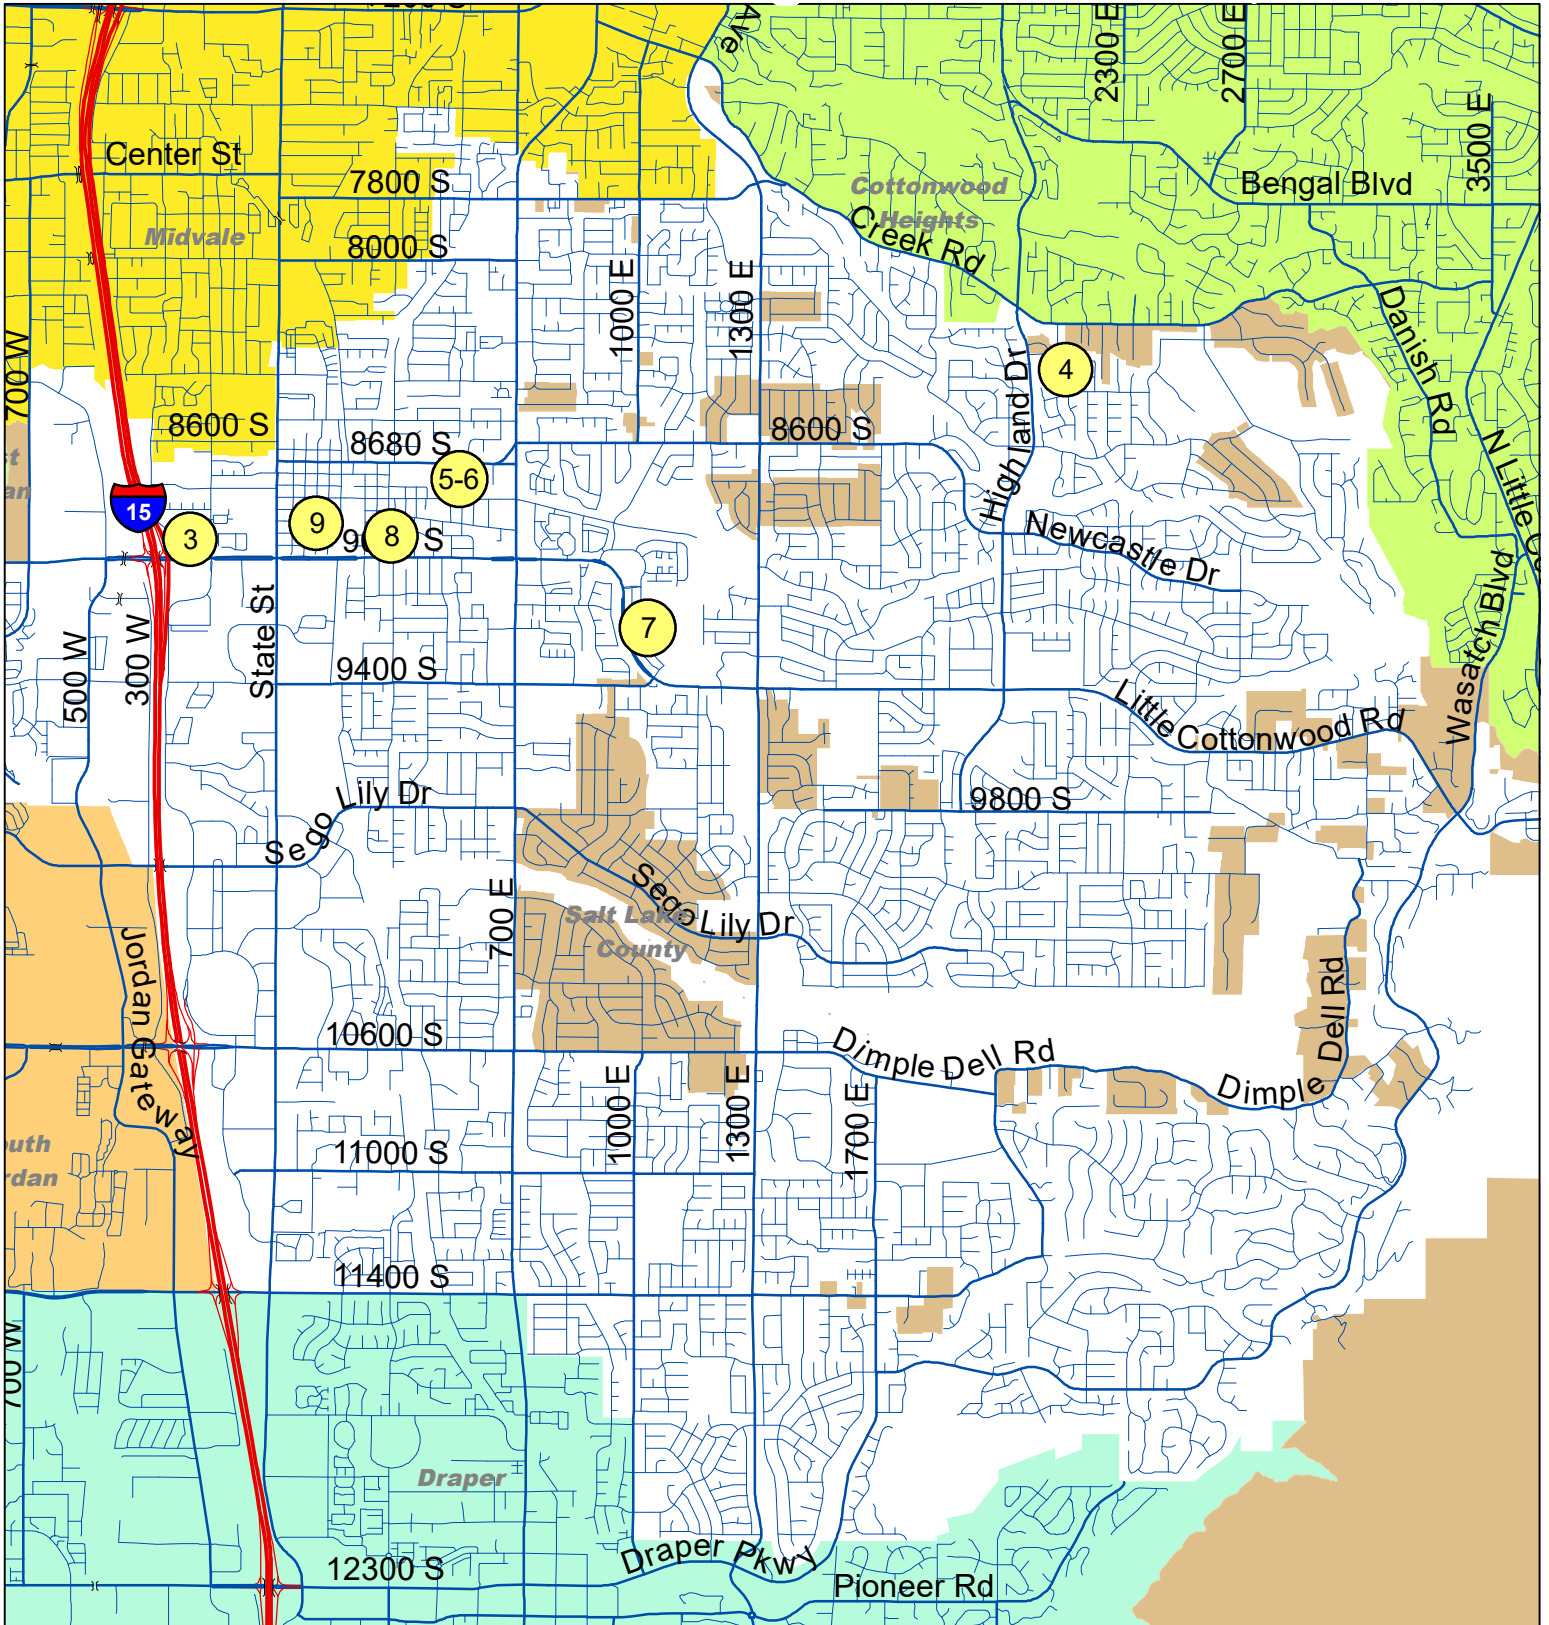 Ave
2300 E
2700 E
3500 E
Center St
7800 S
Bengal Blvd
Cottonwood
Heights
Creek Rd
Midvale
8000 S
1000 E
1300 E
700 W
Danish Rd
Highland Dr
4
8600 S
8680 S
8600 S
5-6
15
3
9
8
S
Newcastle Dr
Wasatch Blvd
7
500 W
300 W
State St
9400 S
Little Cottonwood Rd
Sego Lily Dr
9800 S
700 E
Sego Lily Dr
Salt Lake
County
Jordan Gateway
10600 S
Dimple Dell Rd
Dimple Dell Rd
1000 E
1300 E
1700 E
11000 S
outh
rdan
11400 S
700 W
Draper
12300 S
Draper Pkwy
Pioneer Rd